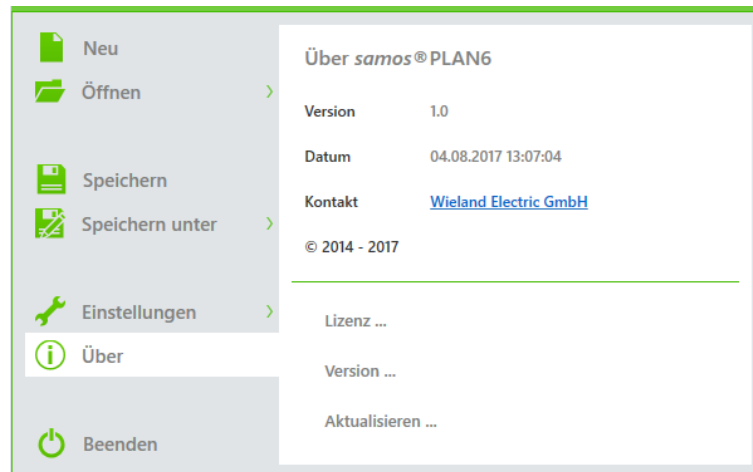 Neu
Öffnen
Speichern
Speichern unter
Einstellungen
Über
Beenden
Über samos®PLAN6
Version 1.0
Datum 04.08.2017 13:07:04
Kontakt Wieland Electric GmbH
© 2014 - 2017
Lizenz ...
Version ...
Aktualisieren ...